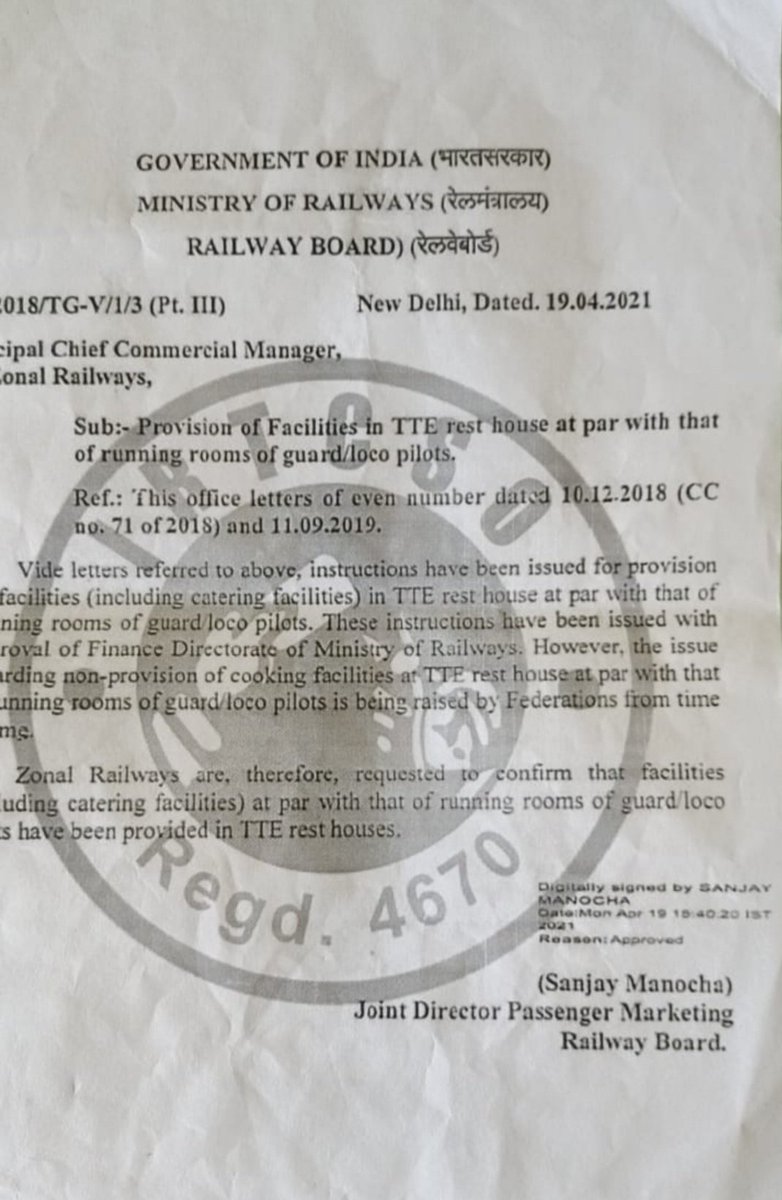 GOVERNMENT OF INDIA (भारतसरकार)
MINISTRY OF RAILWAYS (रेलमंत्रालय)
RAILWAY BOARD) (रेलवेबोर्ड)
2018/TG-V/1/3 (Pt. III) New Delhi, Dated. 19.04.2021
cipal Chief Commercial Manager,
onal Railways,
Sub:- Provision of Facilities in TTE rest house at par with that
of running rooms of guard/loco pilots.
Ref.: This office letters of even number dated 10.12.2018 (CC
no. 71 of 2018) and 11.09.2019.
Vide letters referred to above, instructions have been issued for provision
facilities (including catering facilities) in TTE rest house at par with that of
nning rooms of guard/loco pilots. These instructions have been issued with
roval of Finance Directorate of Ministry of Railways. However, the issue
arding non-provision of cooking facilities at TTE rest house at par with that
unning rooms of guard/loco pilots is being raised by Federations from time
me.
Zonal Railways are, therefore, requested to confirm that facilities
luding catering facilities) at par with that of running rooms of guard/loco
s have been provided in TTE rest houses.
IRTCSO
Regd. 4670
Digitally signed by SANJAY
MANOCHA
Date:Mon Apr 19 15:40:20 IST
2021
Reason: Approved
(Sanjay Manocha)
Joint Director Passenger Marketing
Railway Board.